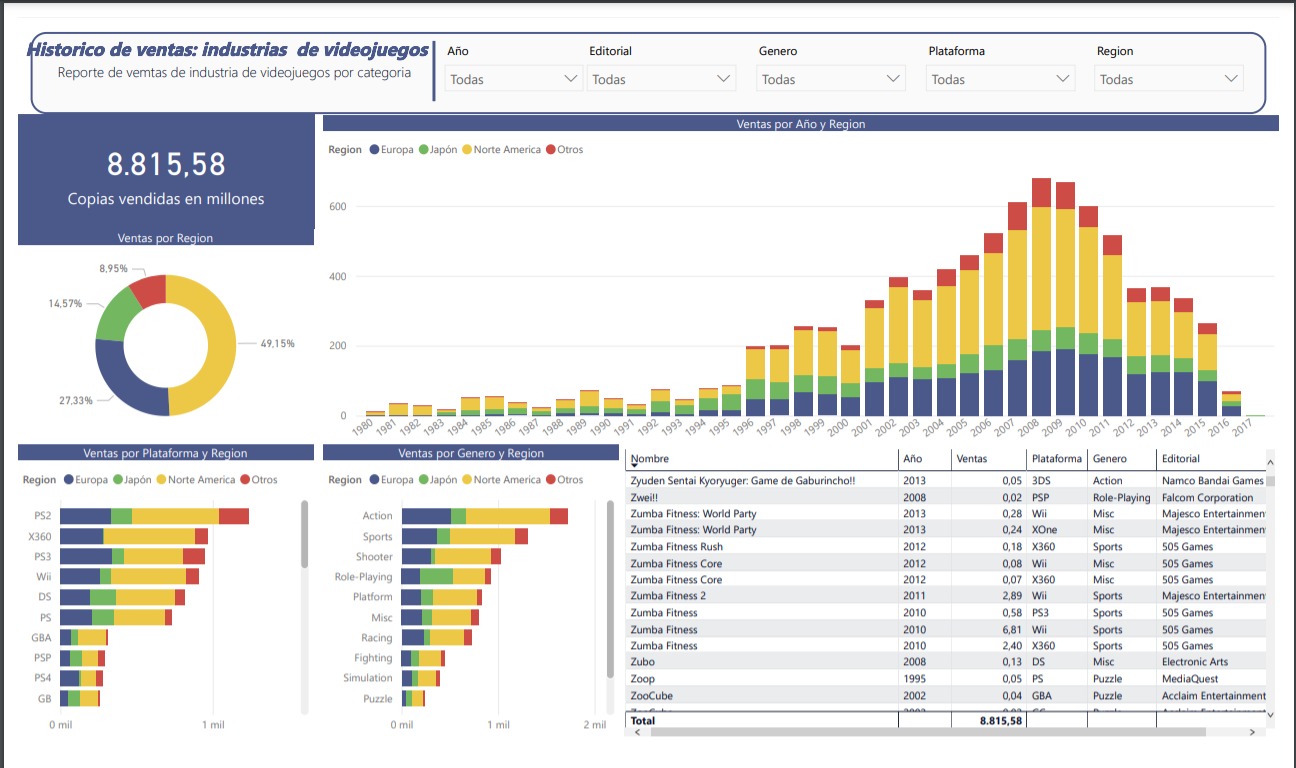 Historico de ventas: industrias de videojuegos
Reporte de vemtas de industria de videojuegos por categoria
Año Editorial Genero Plataforma Region
Todas Todas Todas Todas Todas
8.815,58
Copias vendidas en millones
Ventas por Region
8,95%
14,57%
49,15%
27,33%
Ventas por Año y Region
Region Europa Japón Norte America Otros
600
400
200
0
1980 1981 1982 1983 1984 1985 1986 1987 1988 1989 1990 1991 1992 1993 1994 1995 1996 1997 1998 1999 2000 2001 2002 2003 2004 2005 2006 2007 2008 2009 2010 2011 2012 2013 2014 2015 2016 2017
Ventas por Plataforma y Region
Region Europa Japón Norte America Otros
PS2
X360
PS3
Wii
DS
PS
GBA
PSP
PS4
GB
0 mil 1 mil
Ventas por Genero y Region
Region Europa Japón Norte America Otros
Action
Sports
Shooter
Role-Playing
Platform
Misc
Racing
Fighting
Simulation
Puzzle
0 mil 1 mil 2 mil
Nombre Año Ventas Plataforma Genero Editorial
Zyuden Sentai Kyoryuger: Game de Gaburincho!! 2013 0,05 3DS Action Namco Bandai Games
Zwei!! 2008 0,02 PSP Role-Playing Falcom Corporation
Zumba Fitness: World Party 2013 0,28 Wii Misc Majesco Entertainmen
Zumba Fitness: World Party 2013 0,24 XOne Misc Majesco Entertainmen
Zumba Fitness Rush 2012 0,18 X360 Sports 505 Games
Zumba Fitness Core 2012 0,08 Wii Misc 505 Games
Zumba Fitness Core 2012 0,07 X360 Misc 505 Games
Zumba Fitness 2 2011 2,89 Wii Sports Majesco Entertainmen
Zumba Fitness 2010 0,58 PS3 Sports 505 Games
Zumba Fitness 2010 6,81 Wii Sports 505 Games
Zumba Fitness 2010 2,40 X360 Sports 505 Games
Zubo 2008 0,13 DS Misc Electronic Arts
Zoop 1995 0,05 PS Puzzle MediaQuest
ZooCube 2002 0,04 GBA Puzzle Acclaim Entertainment
Total 8.815,58